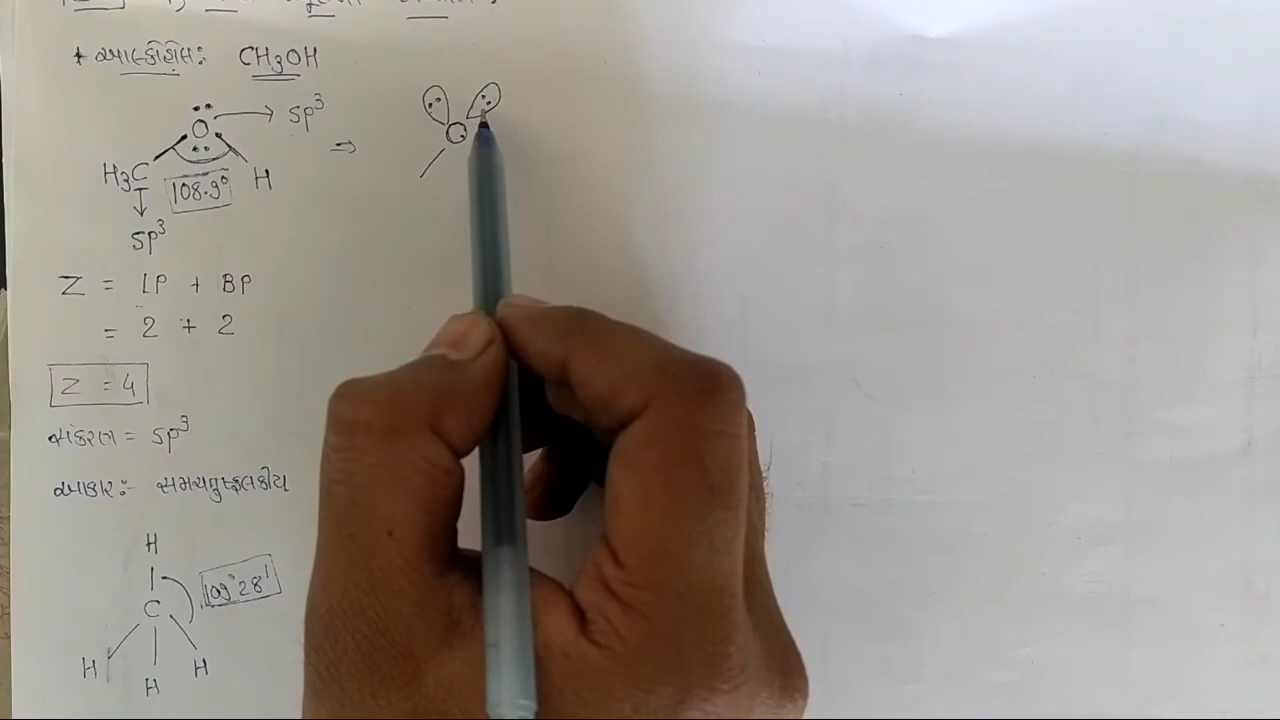 * આલ્કોહોલ: CH₃OH
O → sp³
⇒ O
H₃C 108.9° H
sp³
Z = LP + BP
= 2 + 2
Z = 4
સંકરણ = sp³
આકાર:- સમચતુષ્ફલકીય
H
109°28'
C
H H
H